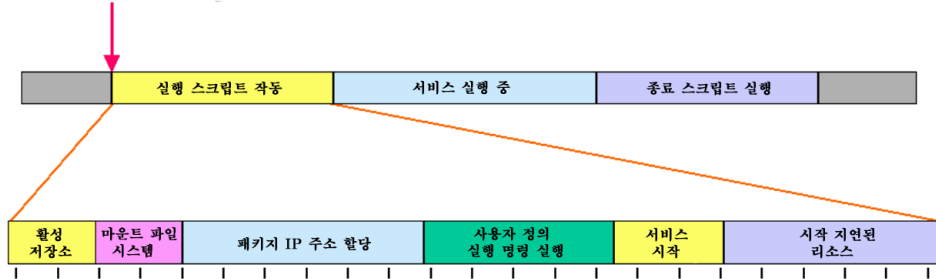 실행 스크립트 작동
서비스 실행 중
종료 스크립트 실행
활성
저장소
마운트 파일
시스템
패키지 IP 주소 할당
사용자 정의
실행 명령 실행
서비스
시작
시작 지연된
리소스